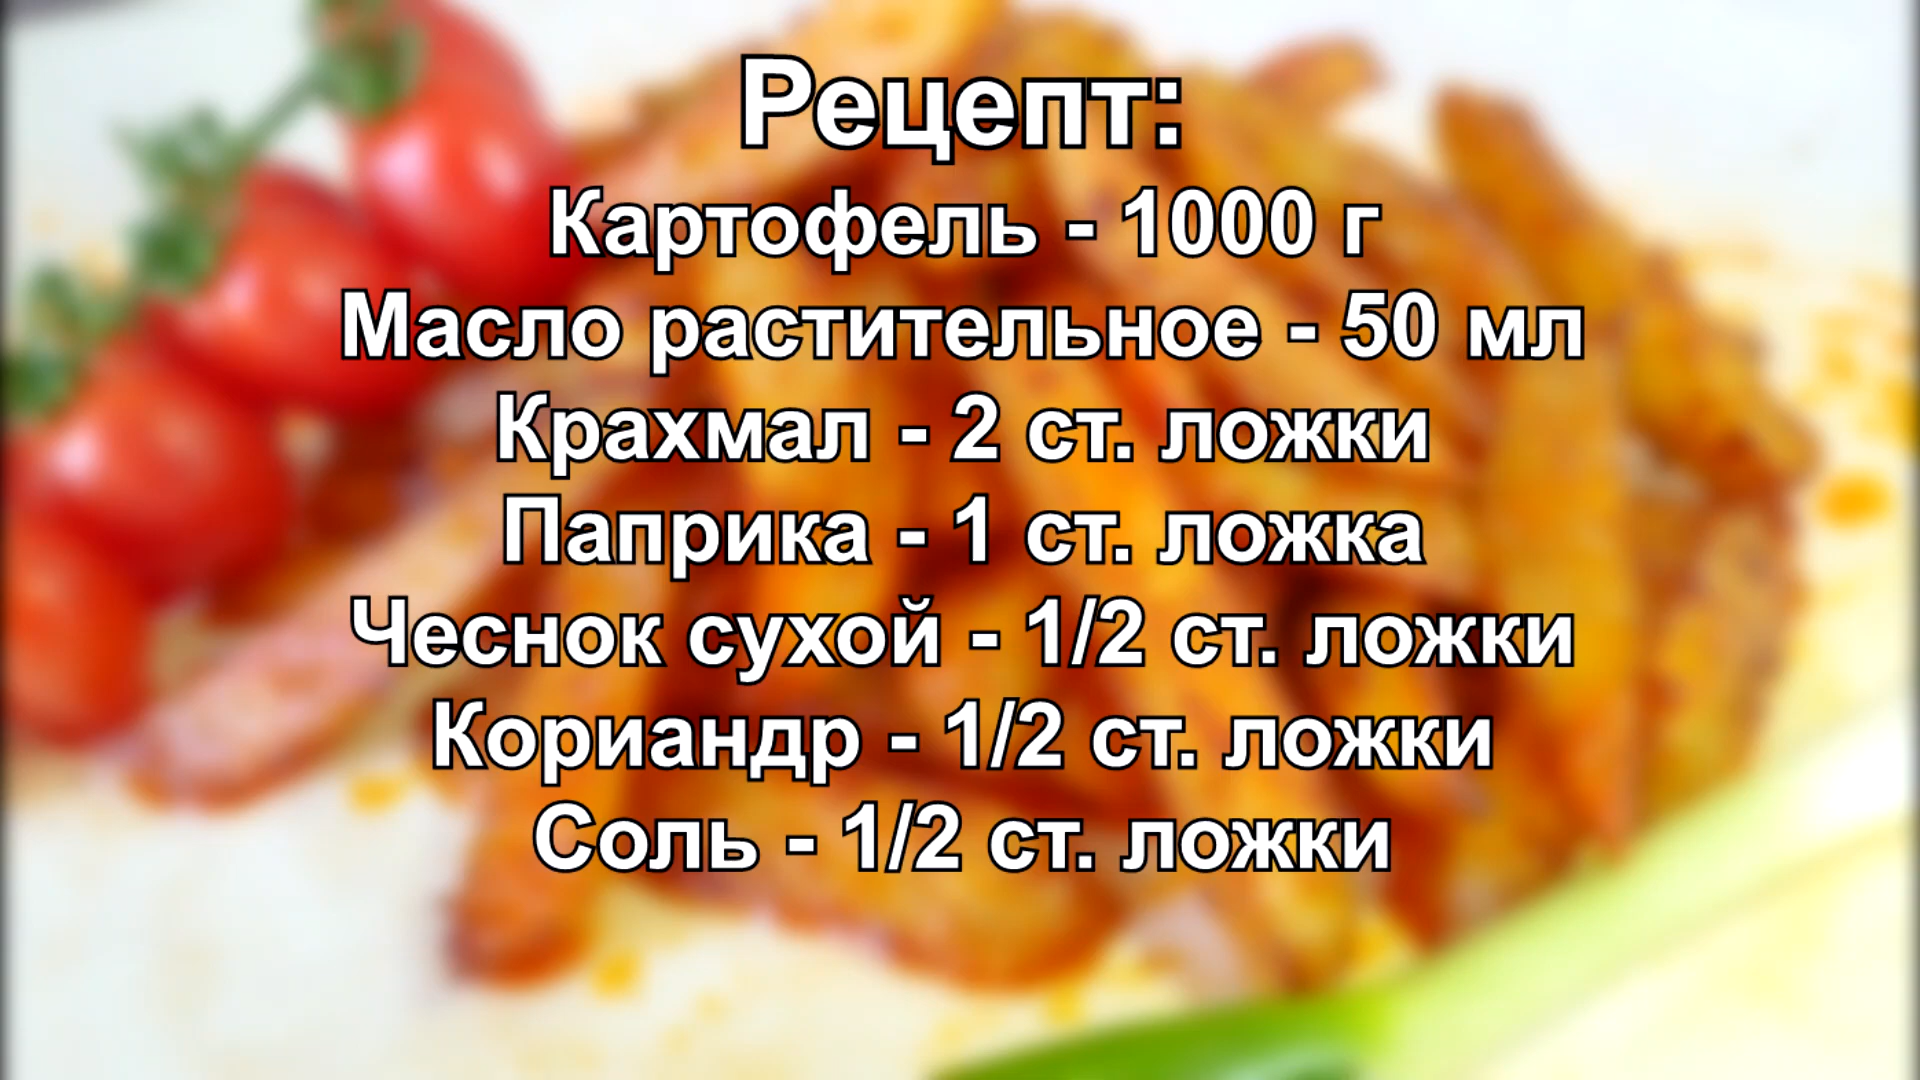 Рецепт:
Картофель - 1000 г
Масло растительное - 50 мл
Крахмал - 2 ст. ложки
Паприка - 1 ст. ложка
Чеснок сухой - 1/2 ст. ложки
Кориандр - 1/2 ст. ложки
Соль - 1/2 ст. ложки